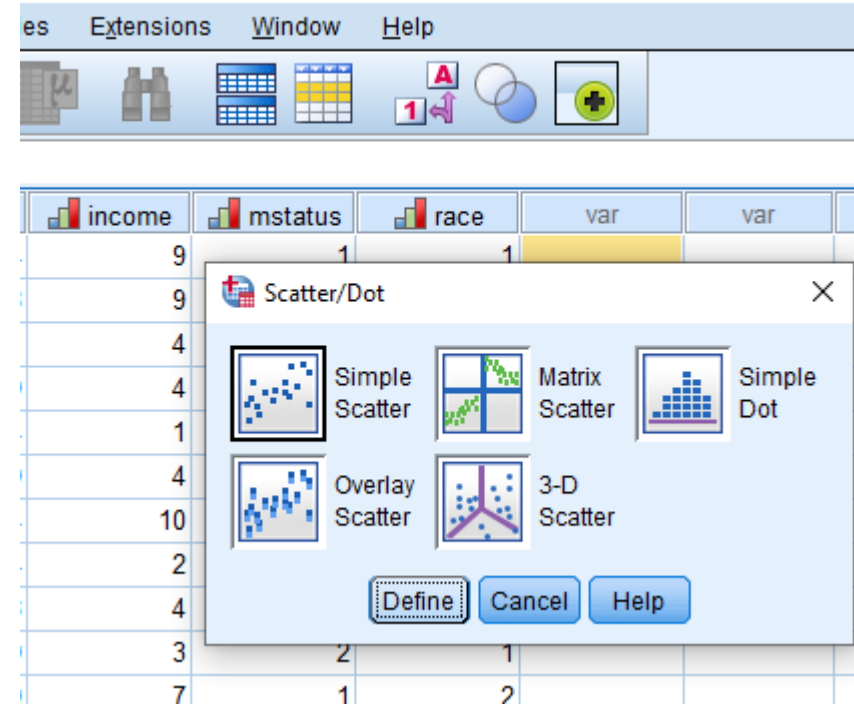 es Extensions Window Help
μ A 1
income mstatus race var var
9 1 1
9
4
4
1
4
10
2
4
3 2 1
7 1 2
Scatter/Dot
Simple Scatter
Matrix Scatter
Simple Dot
Overlay Scatter
3-D Scatter
Define Cancel Help